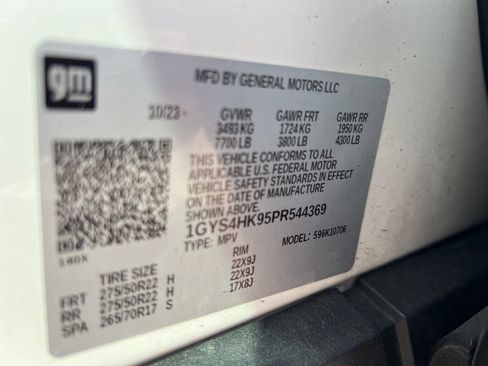 gm
MFD BY GENERAL MOTORS LLC
10/23 GVWR GAWR FRT GAWR RR
3493 KG 1724 KG 1950 KG
7700 LB 3800 LB 4300 LB
THIS VEHICLE CONFORMS TO ALL
APPLICABLE U.S. FEDERAL MOTOR
VEHICLE SAFETY STANDARDS IN EFFECT
ON THE DATE OF MANUFACTURE
1GYS4HK95PR544369
TYPE: MPV MODEL: 596K10706
TIRE SIZE RIM
FRT 275/50R22 H 22X9J
RR 275/50R22 H 22X9J
SPA 265/70R17 S 17X8J